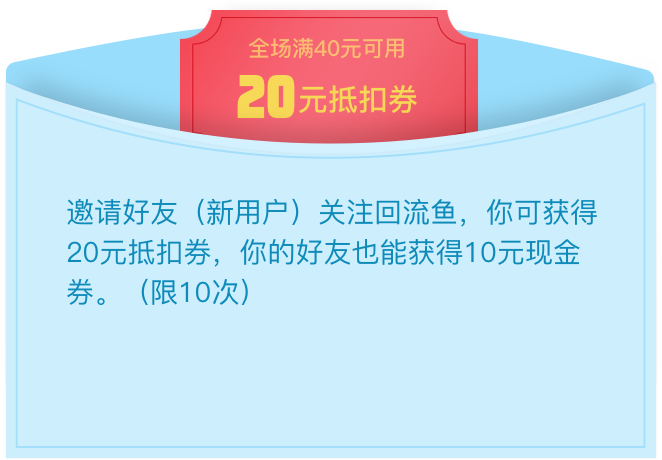 全场满40元可用
20元抵扣券
邀请好友（新用户）关注回流鱼，你可获得
20元抵扣券，你的好友也能获得10元现金
券。（限10次）